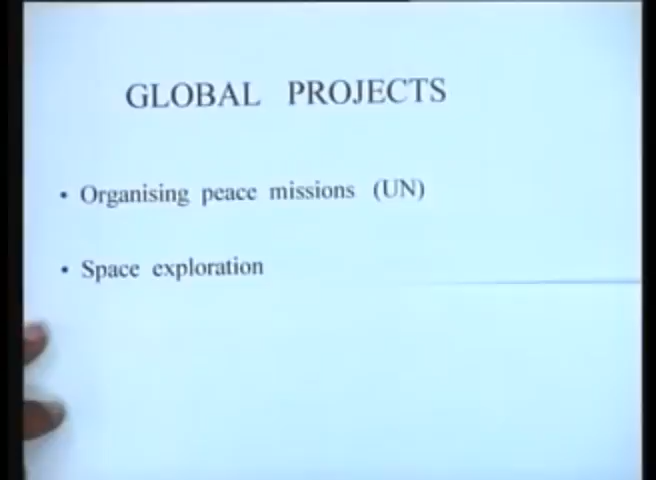 GLOBAL PROJECTS
• Organising peace missions (UN)
• Space exploration